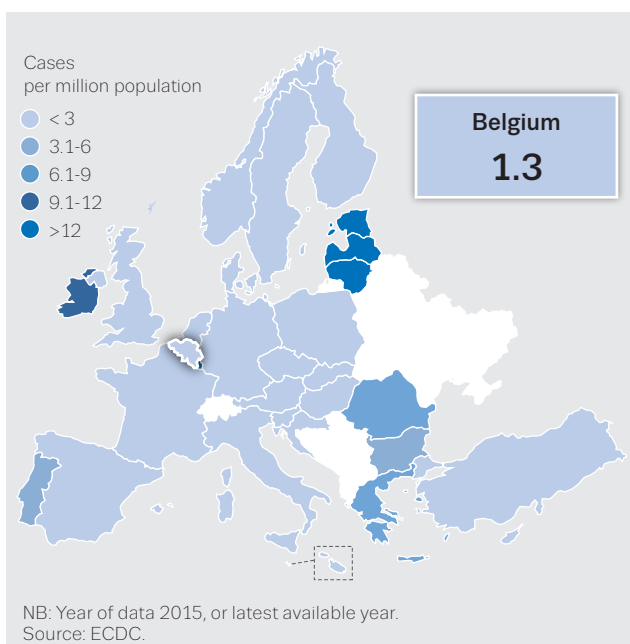 Cases
per million population
< 3
3.1-6
6.1-9
9.1-12
>12
Belgium
1.3
NB: Year of data 2015, or latest available year.
Source: ECDC.